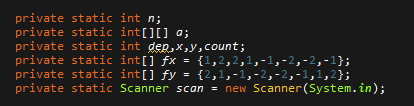 private static int n;
private static int[][] a;
private static int dep,x,y,count;
private static int[] fx = {1,2,2,1,-1,-2,-2,-1};
private static int[] fy = {2,1,-1,-2,-2,-1,1,2};
private static Scanner scan = new Scanner(System.in);